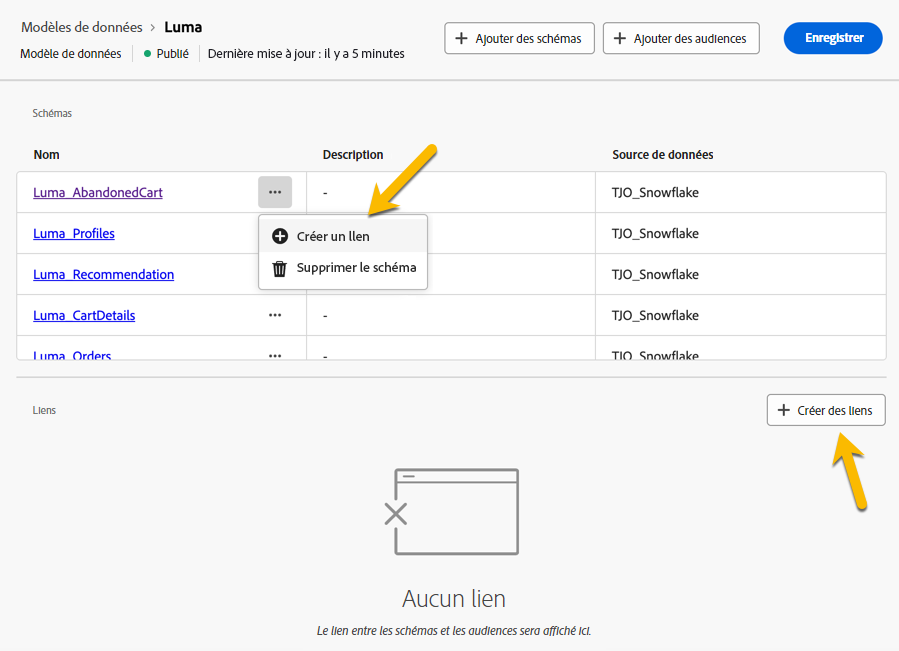 Modèles de données > Luma
Modèle de données Publié Dernière mise à jour : il y a 5 minutes
Ajouter des schémas
Ajouter des audiences
Enregistrer
Schémas
Nom Description Source de données
Luma_AbandonedCart ... - TJO_Snowflake
Luma_Profiles TJO_Snowflake
Luma_Recommendation TJO_Snowflake
Luma_CartDetails ... - TJO_Snowflake
Luma_Orders ... - TJO_Snowflake
Créer un lien
Supprimer le schéma
Liens
Créer des liens
Aucun lien
Le lien entre les schémas et les audiences sera affiché ici.